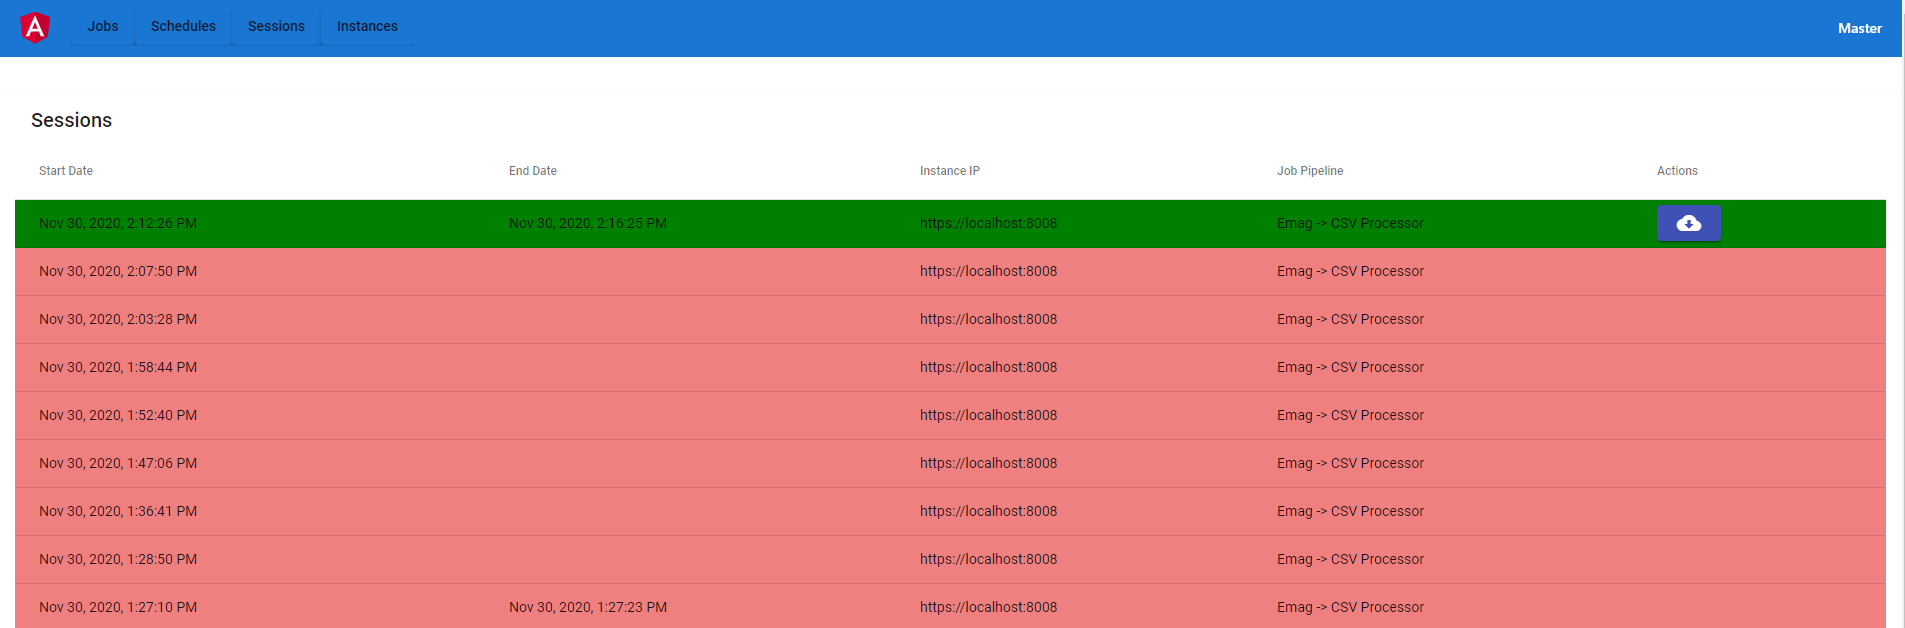 Jobs Schedules Sessions Instances Master
Sessions
Start Date End Date Instance IP Job Pipeline Actions
Nov 30, 2020, 2:12:26 PM Nov 30, 2020, 2:16:25 PM https://localhost:8008 Emag -> CSV Processor
Nov 30, 2020, 2:07:50 PM https://localhost:8008 Emag -> CSV Processor
Nov 30, 2020, 2:03:28 PM https://localhost:8008 Emag -> CSV Processor
Nov 30, 2020, 1:58:44 PM https://localhost:8008 Emag -> CSV Processor
Nov 30, 2020, 1:52:40 PM https://localhost:8008 Emag -> CSV Processor
Nov 30, 2020, 1:47:06 PM https://localhost:8008 Emag -> CSV Processor
Nov 30, 2020, 1:36:41 PM https://localhost:8008 Emag -> CSV Processor
Nov 30, 2020, 1:28:50 PM https://localhost:8008 Emag -> CSV Processor
Nov 30, 2020, 1:27:10 PM Nov 30, 2020, 1:27:23 PM https://localhost:8008 Emag -> CSV Processor